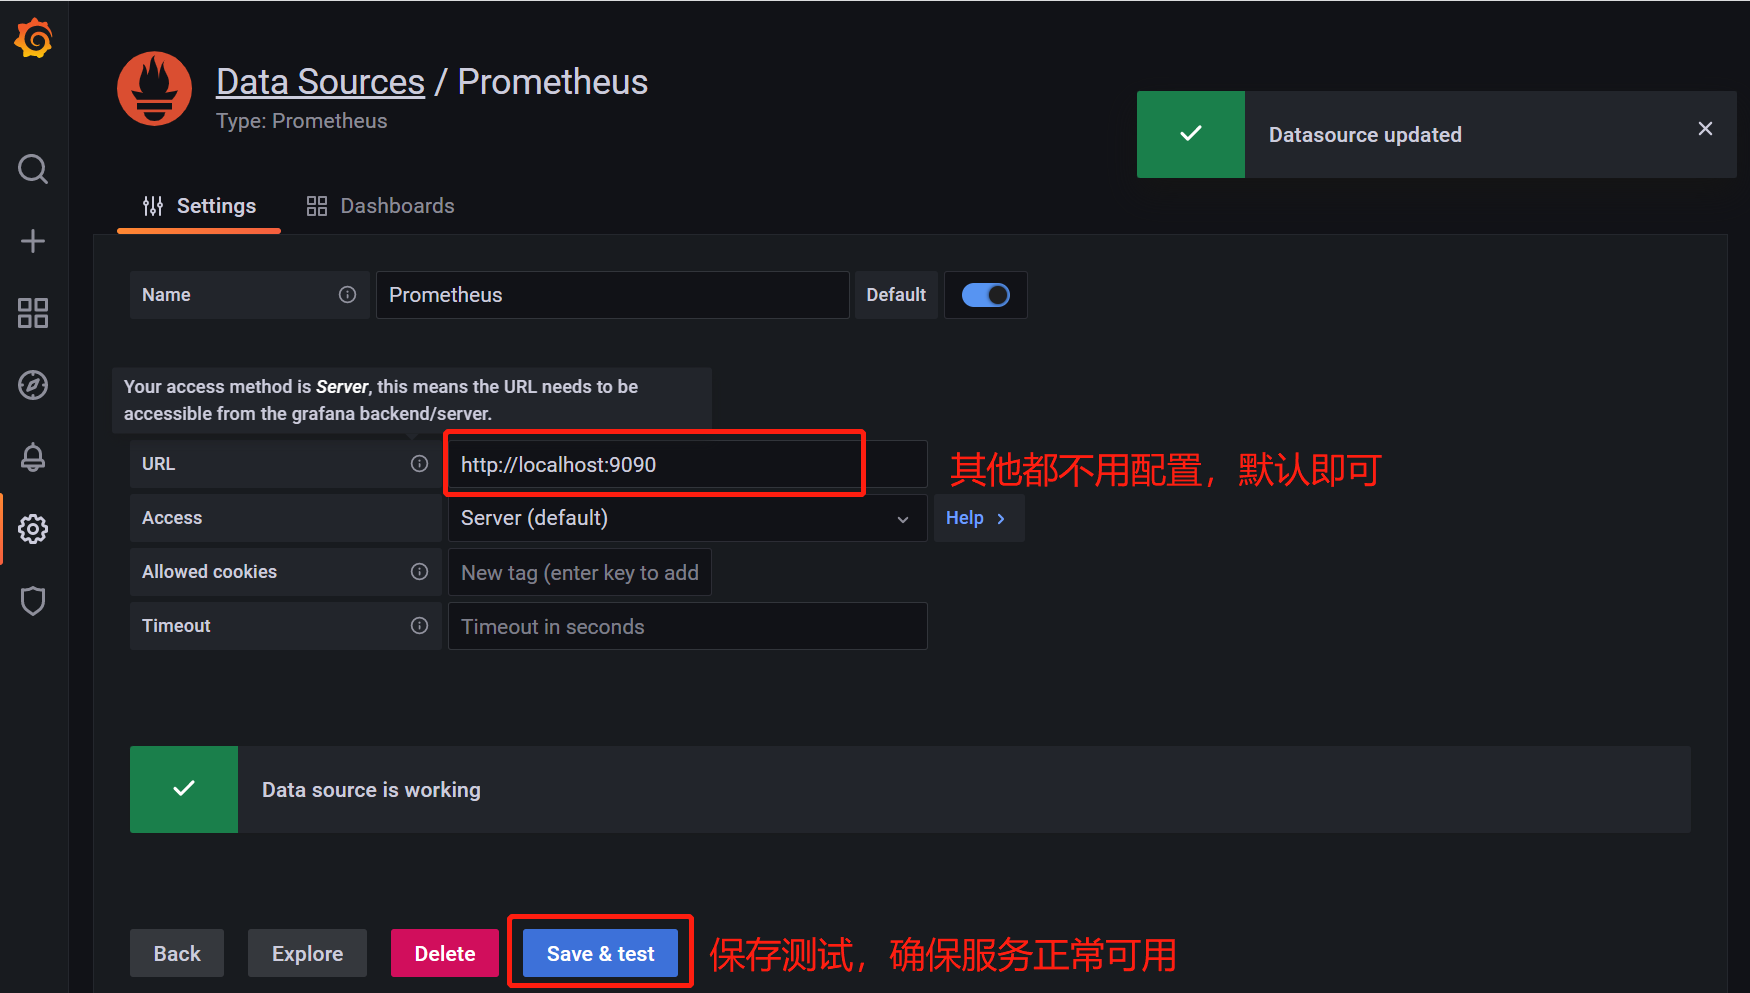 Data Sources / Prometheus
Type: Prometheus
Datasource updated
Settings
Dashboards
Name
Prometheus
Default
Your access method is Server, this means the URL needs to be
accessible from the grafana backend/server.
URL
http://localhost:9090
其他都不用配置，默认即可
Access
Server (default)
Help
Allowed cookies
New tag (enter key to add
Timeout
Timeout in seconds
Data source is working
Back
Explore
Delete
Save & test
保存测试，确保服务正常可用